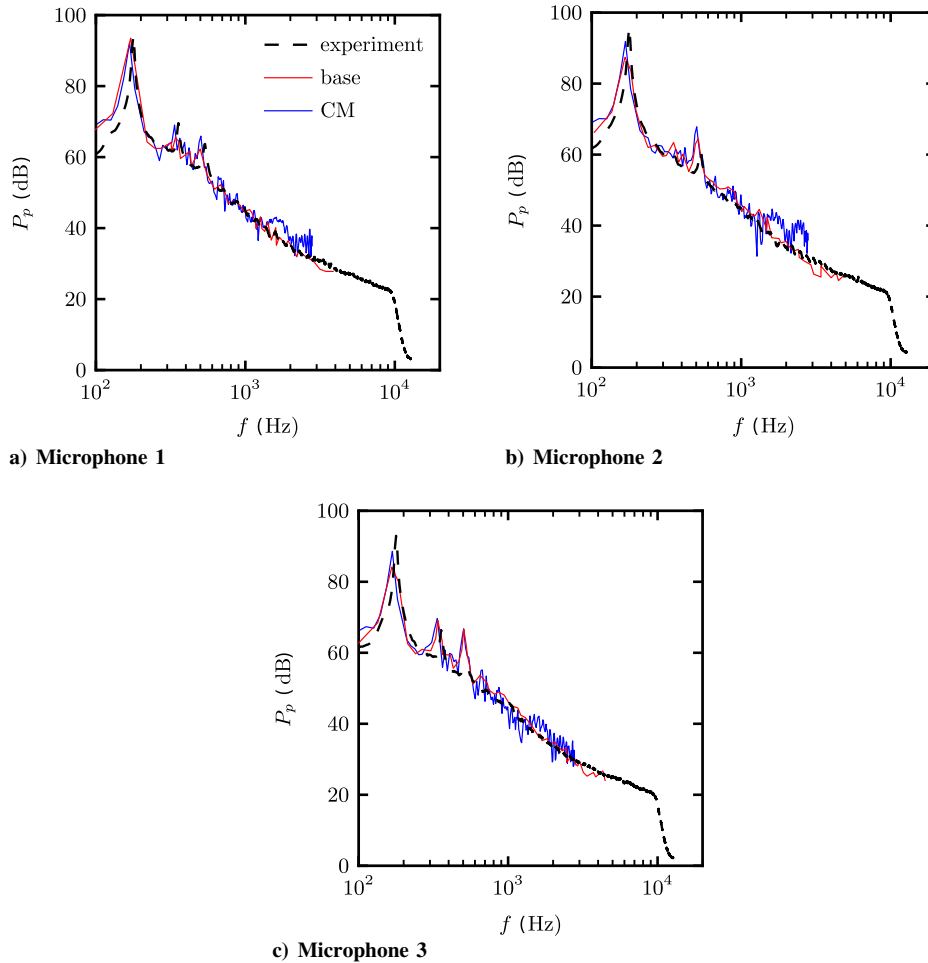 100
80
60
40
20
0
P_p (dB)
experiment
base
CM
10^2
10^3
10^4
f (Hz)
a) Microphone 1
100
80
60
40
20
0
P_p (dB)
10^2
10^3
10^4
f (Hz)
b) Microphone 2
100
80
60
40
20
0
P_p (dB)
10^2
10^3
10^4
f (Hz)
c) Microphone 3